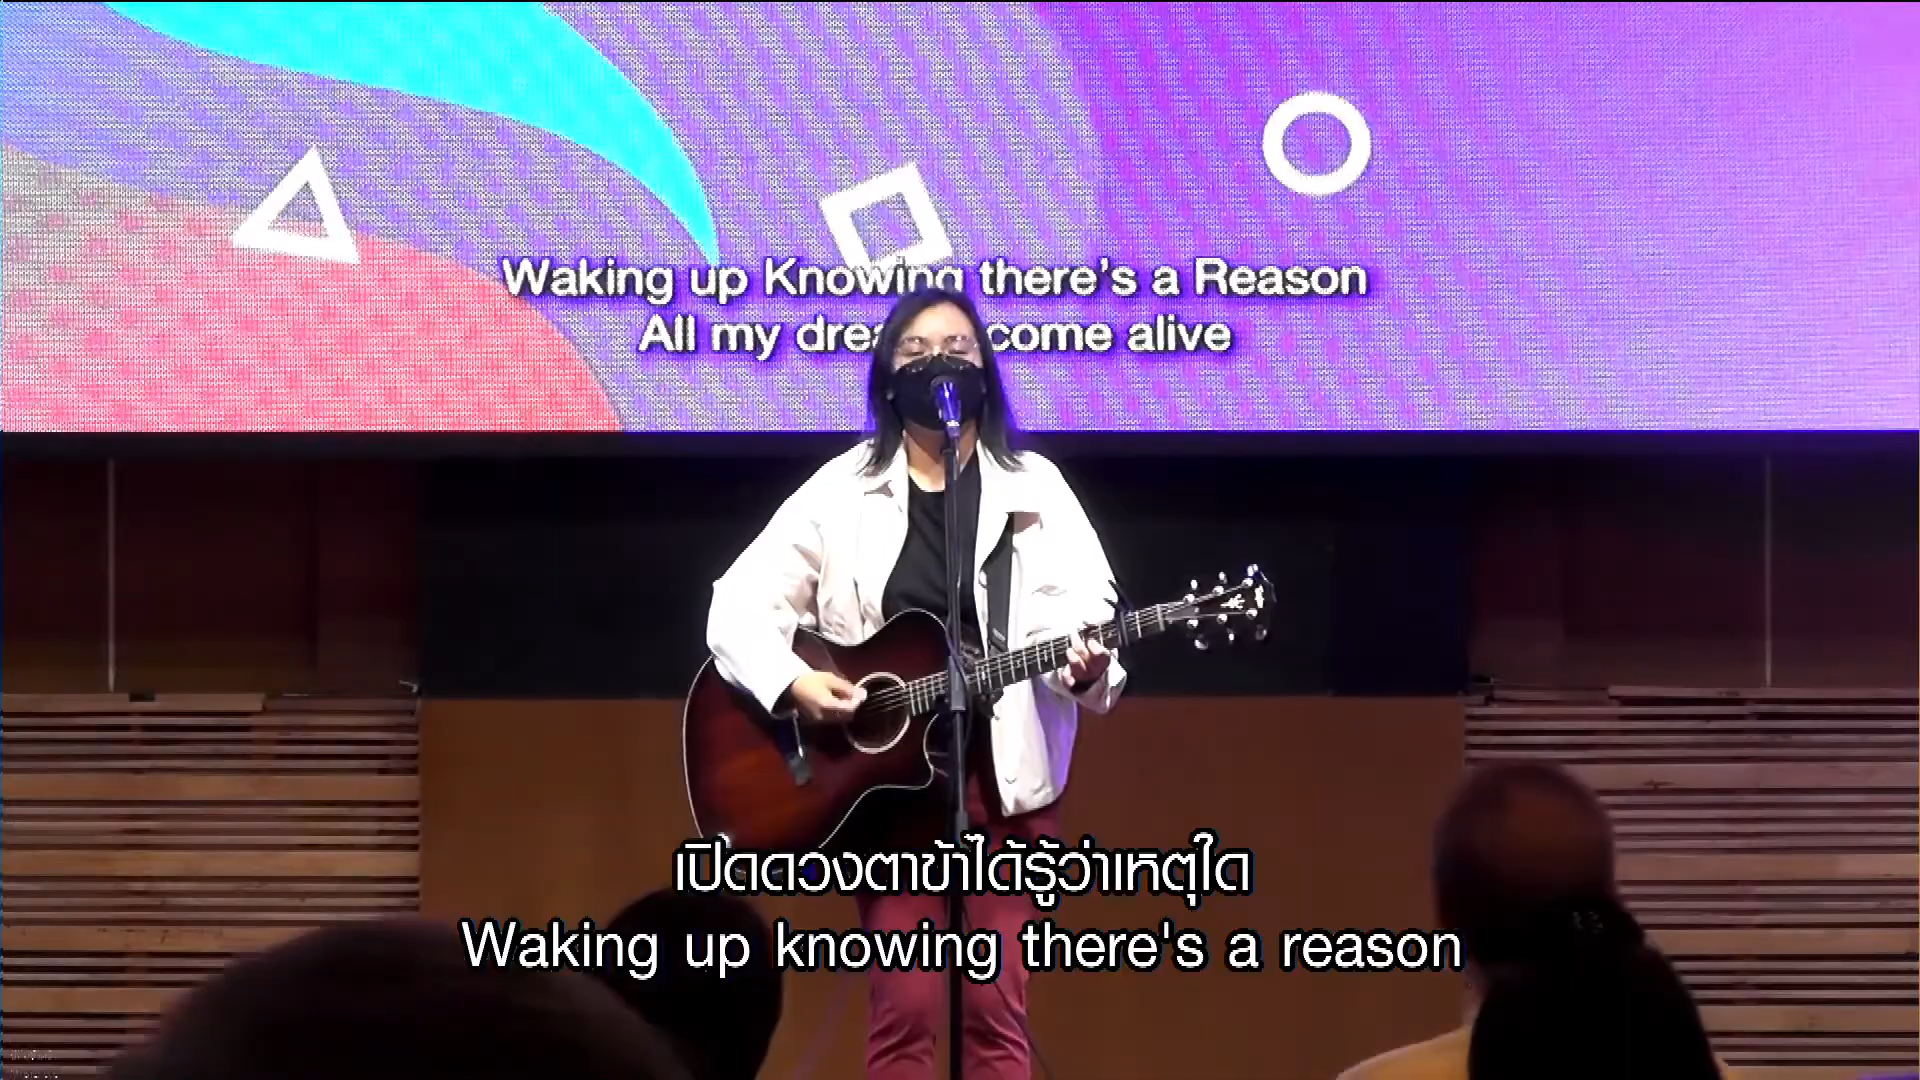 Waking up Knowing there's a Reason
All my come alive
เปิดดวงตาข้าได้รู้ว่าเหตุใด
Waking up knowing there's a reason